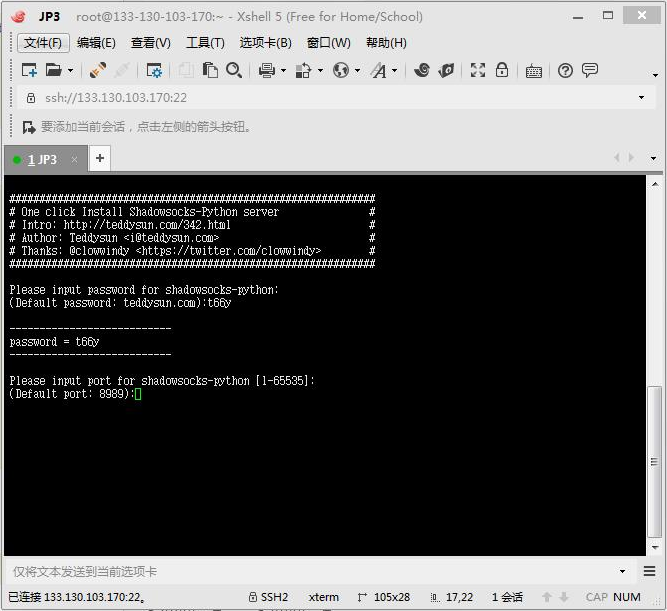 JP3 root@133-130-103-170:~ - Xshell 5 (Free for Home/School)
文件(F) 编辑(E) 查看(V) 工具(T) 选项卡(B) 窗口(W) 帮助(H)
ssh://133.130.103.170:22
要添加当前会话，点击左侧的箭头按钮。
1 JP3 × +
#############################################################
# One click Install Shadowsocks-Python server #
# Intro: http://teddysun.com/342.html #
# Author: Teddysun <i@teddysun.com> #
# Thanks: @clowwindy <https://twitter.com/clowwindy> #
#############################################################
Please input password for shadowsocks-python:
(Default password: teddysun.com):t66y
---------------------------
password = t66y
---------------------------
Please input port for shadowsocks-python [1-65535]:
(Default port: 8989):
仅将文本发送到当前选项卡
已连接 133.130.103.170:22。 SSH2 xterm 105x28 17,22 1 会话 CAP NUM